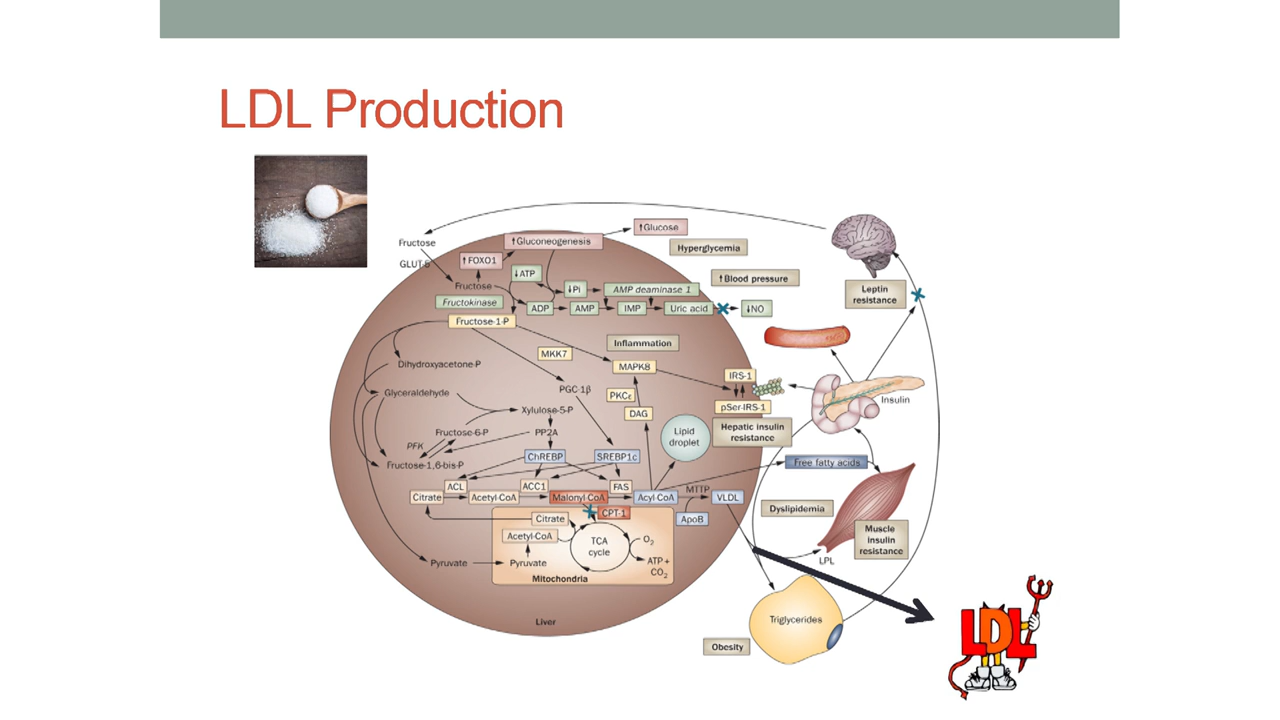 LDL Production
Fructose
GLUT-5
Fructose
Fructokinase
Fructose-1-P
↑FOXO1
↑Gluconeogenesis
↑Glucose
Hyperglycemia
↓ATP
↓Pi
AMP deaminase 1
ADP
AMP
IMP
Uric acid
↓NO
↑Blood pressure
Leptin
resistance
Inflammation
MKK7
MAPK8
Dihydroxyacetone-P
Glyceraldehyde
PGC-1β
PKCε
DAG
IRS-1
pSer-IRS-1
Hepatic insulin
resistance
Insulin
Xylulose-5-P
Fructose-6-P
PP2A
PFK
Fructose-1,6-bis-P
ChREBP
SREBP1c
Lipid
droplet
Free fatty acids
ACL
ACC1
FAS
Citrate
Acetyl-CoA
Malonyl-CoA
Acyl-CoA
MTTP
VLDL
CPT-1
ApoB
Dyslipidemia
Muscle
insulin
resistance
LPL
Citrate
Acetyl-CoA
TCA
cycle
O2
ATP +
CO2
Pyruvate
Pyruvate
Mitochondria
Liver
Triglycerides
Obesity
LDL